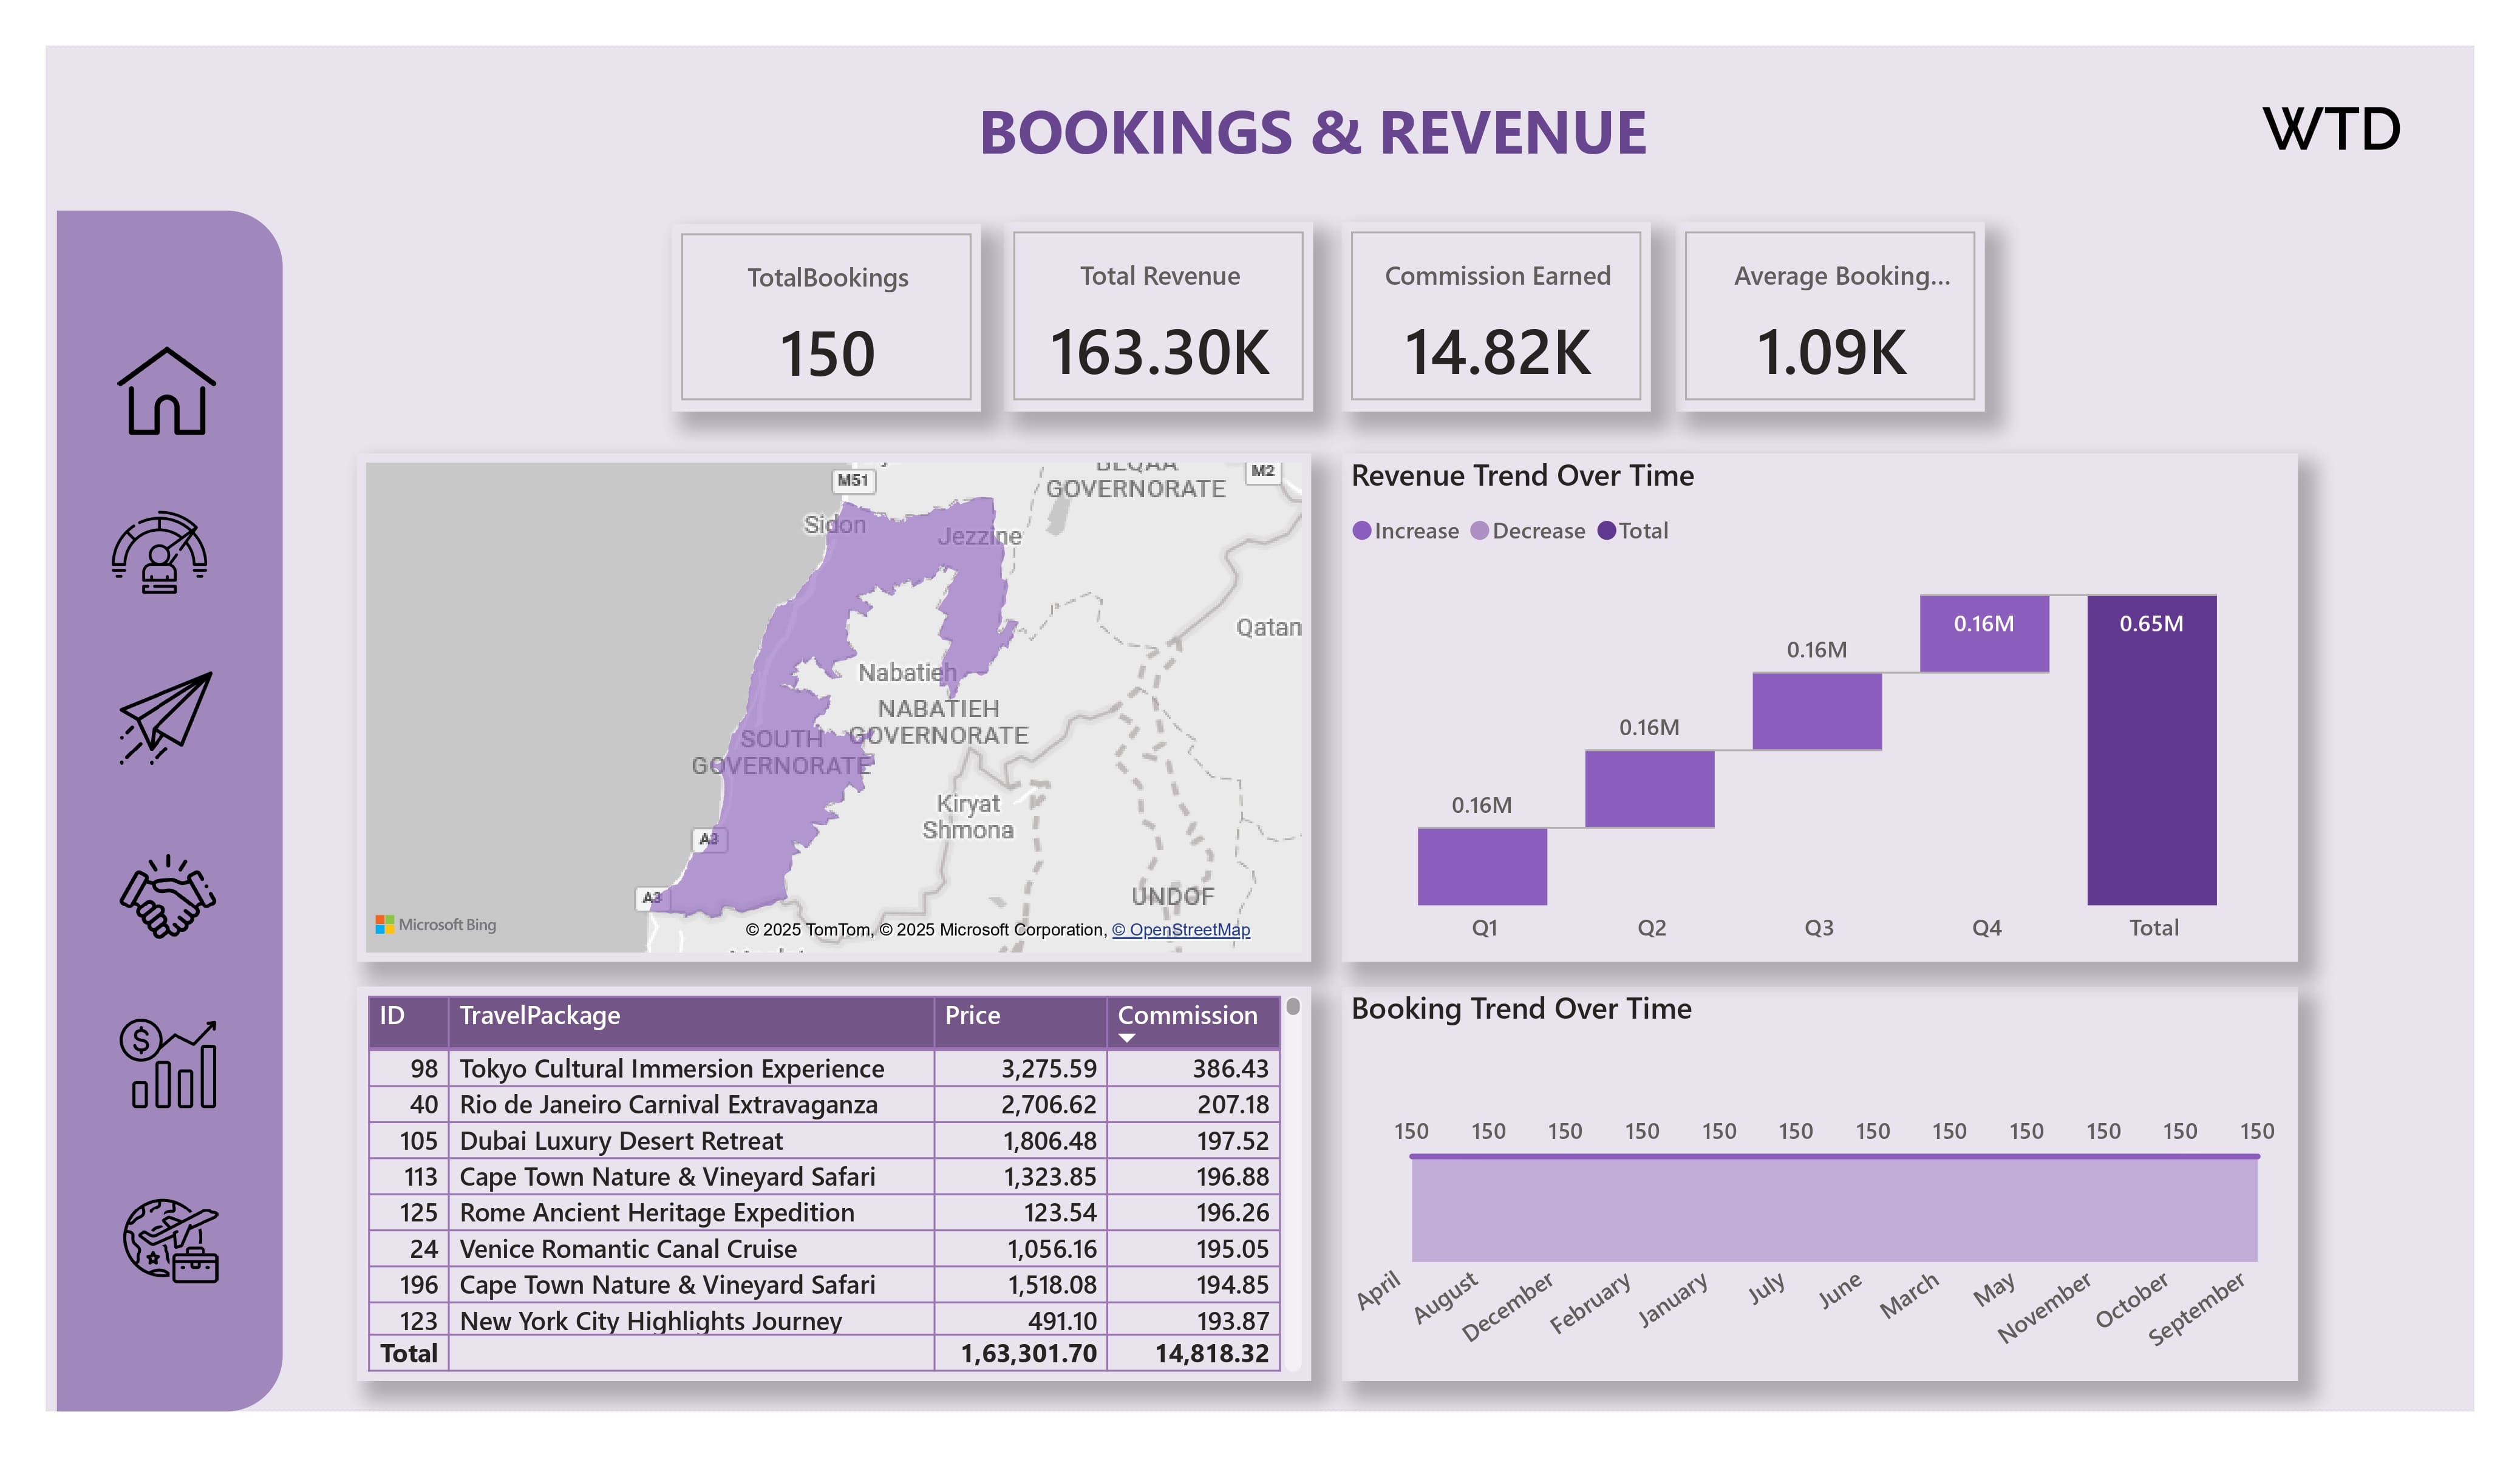 BOOKINGS & REVENUE
WTD
TotalBookings
150
Total Revenue
163.30K
Commission Earned
14.82K
Average Booking...
1.09K
M51
BEQAA
GOVERNORATE
M2
Sidon
Jezzine
Qatan
Nabatieh
NABATIEH
GOVERNORATE
SOUTH
GOVERNORATE
Kiryat
Shmona
A3
A3
UNDOF
Microsoft Bing
© 2025 TomTom, © 2025 Microsoft Corporation, © OpenStreetMap
Revenue Trend Over Time
Increase Decrease Total
0.16M
0.16M
0.16M
0.16M
0.65M
Q1 Q2 Q3 Q4 Total
ID TravelPackage Price Commission
98 Tokyo Cultural Immersion Experience 3,275.59 386.43
40 Rio de Janeiro Carnival Extravaganza 2,706.62 207.18
105 Dubai Luxury Desert Retreat 1,806.48 197.52
113 Cape Town Nature & Vineyard Safari 1,323.85 196.88
125 Rome Ancient Heritage Expedition 123.54 196.26
24 Venice Romantic Canal Cruise 1,056.16 195.05
196 Cape Town Nature & Vineyard Safari 1,518.08 194.85
123 New York City Highlights Journey 491.10 193.87
Total 1,63,301.70 14,818.32
Booking Trend Over Time
150 150 150 150 150 150 150 150 150 150 150 150
April August December February January July June March May November October September